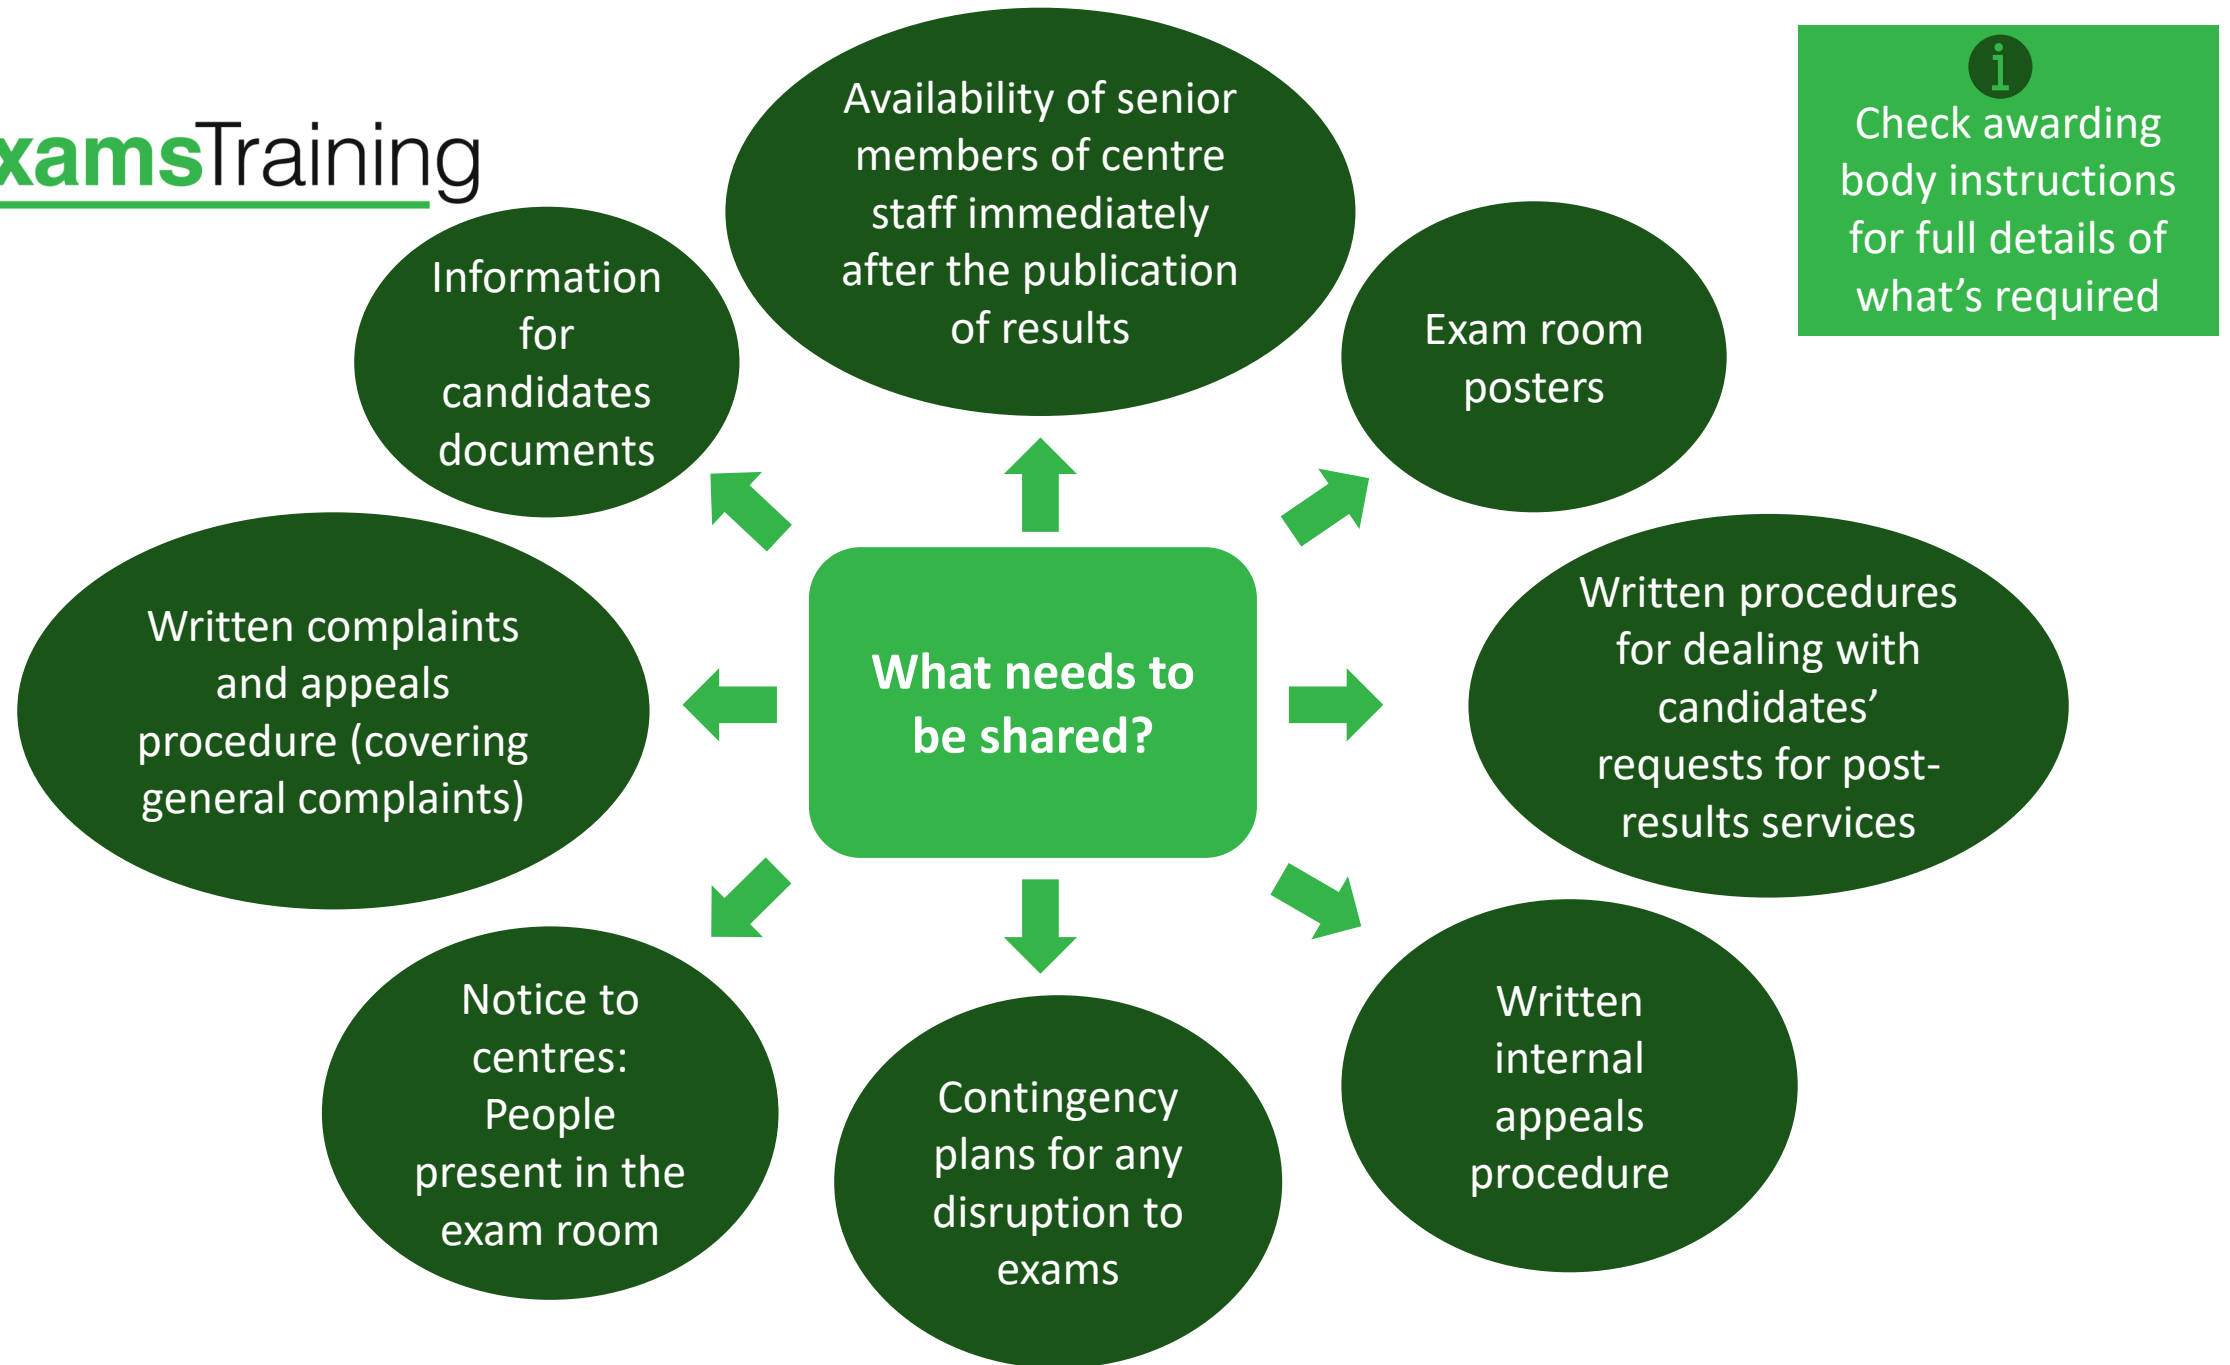 xamsTraining
Availability of senior
members of centre
staff immediately
after the publication
of results
Check awarding
body instructions
for full details of
what's required
Information
for
candidates
documents
Exam room
posters
Written complaints
and appeals
procedure (covering
general complaints)
What needs to
be shared?
Written procedures
for dealing with
candidates’
requests for post-
results services
Notice to
centres:
People
present in the
exam room
Contingency
plans for any
disruption to
exams
Written
internal
appeals
procedure